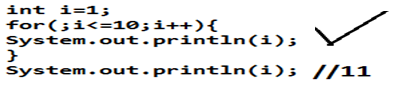 int i=1;
for(;i<=10;i++){
System.out.println(i);
}
System.out.println(i); //11